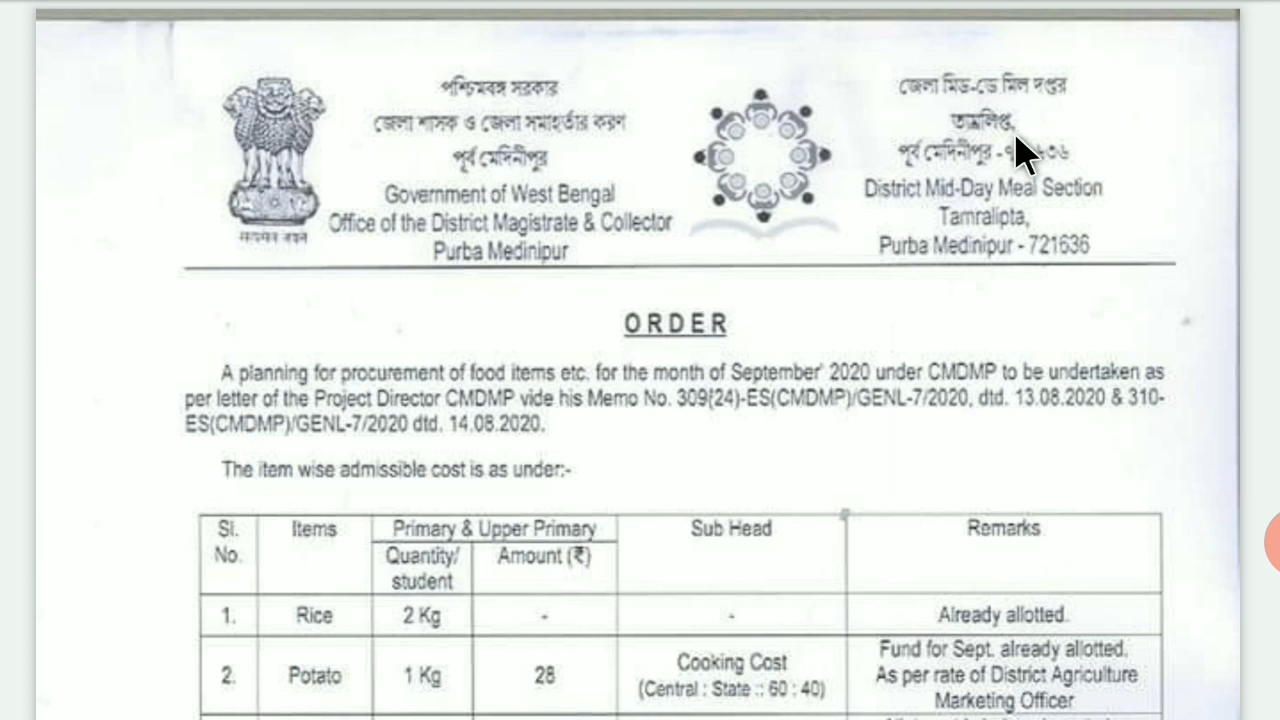 পশ্চিমবঙ্গ সরকার
জেলা শাসক ও জেলা সমাহর্তার করণ
পূর্ব মেদিনীপুর
Government of West Bengal
Office of the District Magistrate & Collector
Purba Medinipur
জেলা মিড-ডে মিল দপ্তর
তাম্রলিপ্ত,
পূর্ব মেদিনীপুর -
District Mid-Day Meal Section
Tamralipta,
Purba Medinipur - 721636
ORDER
A planning for procurement of food items etc. for the month of September' 2020 under CMDMP to be undertaken as
per letter of the Project Director CMDMP vide his Memo No. 309(24)-ES(CMDMP)/GENL-7/2020, dtd. 13.08.2020 & 310-
ES(CMDMP)/GENL-7/2020 dtd. 14.08.2020.
The item wise admissible cost is as under:-
Sl. No. Items Primary & Upper Primary Sub Head Remarks
Quantity/ student Amount (₹)
1. Rice 2 Kg - - Already allotted.
2. Potato 1 Kg 28 Cooking Cost (Central : State :: 60 : 40) Fund for Sept. already allotted.
As per rate of District Agriculture
Marketing Officer